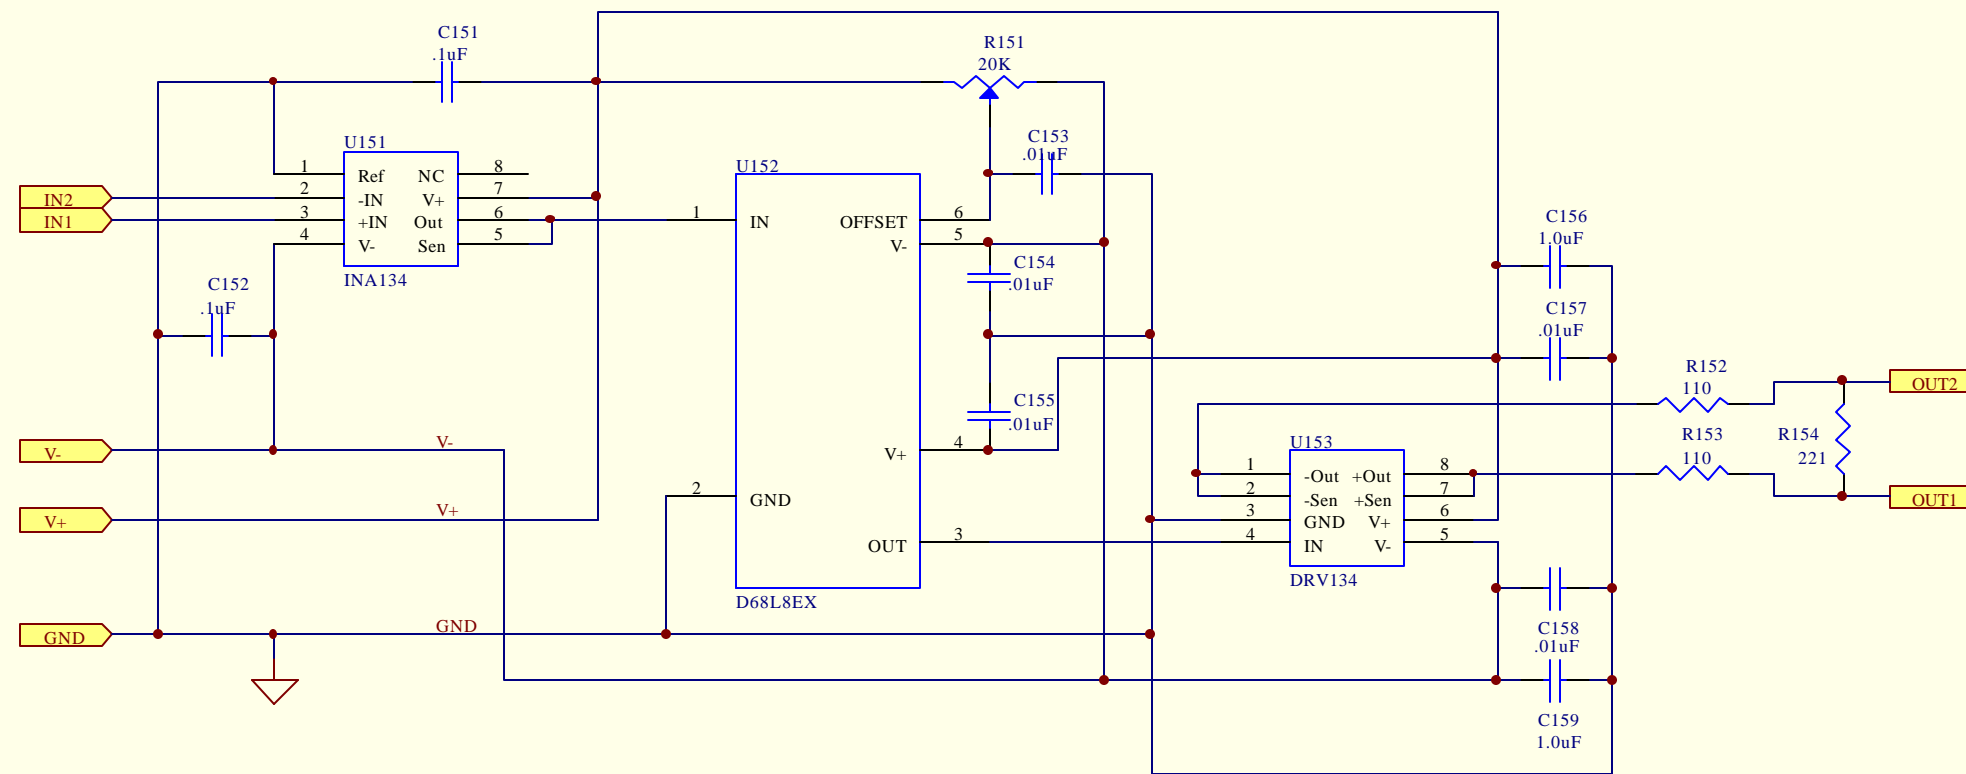 C151
.1uF
R151
20K
U151
1 Ref NC 8
2 -IN V+ 7
3 +IN Out 6
4 V- Sen 5
INA134
IN2
IN1
C152
.1uF
U152
1 IN
OFFSET 6
V- 5
V+ 4
2 GND
OUT 3
D68L8EX
C153
.01uF
C154
.01uF
C155
.01uF
C156
1.0uF
C157
.01uF
R152
110
R153
110
R154
221
OUT2
OUT1
U153
1 -Out +Out 8
2 -Sen +Sen 7
3 GND V+ 6
4 IN V- 5
DRV134
V- V-
V+ V+
GND GND
C158
.01uF
C159
1.0uF